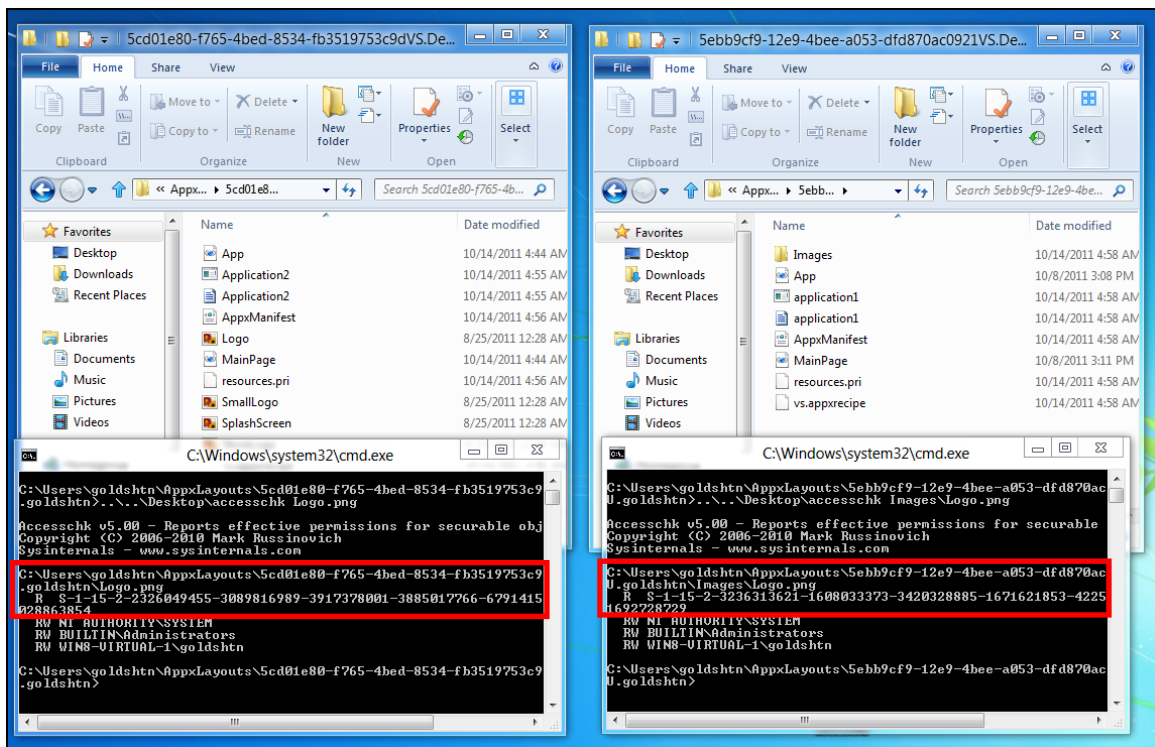 5cd01e80-f765-4bed-8534-fb3519753c9dVS.De...
File Home Share View
Copy Paste Move to Copy to Delete Rename New folder Properties Select
Clipboard Organize New Open
« Appx... 5cd01e8... Search 5cd01e80-f765-4b...
Favorites
Desktop
Downloads
Recent Places
Libraries
Documents
Music
Pictures
Videos
Name Date modified
App 10/14/2011 4:44 AM
Application2 10/14/2011 4:55 AM
Application2 10/14/2011 4:55 AM
AppxManifest 10/14/2011 4:56 AM
Logo 8/25/2011 12:28 AM
MainPage 10/14/2011 4:44 AM
resources.pri 10/14/2011 4:56 AM
SmallLogo 8/25/2011 12:28 AM
SplashScreen 8/25/2011 12:28 AM
C:\Windows\system32\cmd.exe
C:\Users\goldshtn\AppxLayouts\5cd01e80-f765-4bed-8534-fb3519753c9
.goldshtn>..\..\Desktop\accesschk Logo.png
Accesschk v5.00 - Reports effective permissions for securable obj
Copyright (C) 2006-2010 Mark Russinovich
Sysinternals - www.sysinternals.com
C:\Users\goldshtn\AppxLayouts\5cd01e80-f765-4bed-8534-fb3519753c9
.goldshtn\Logo.png
R S-1-15-2-2326049455-3089816989-3917378001-3885017766-6791415
028863854
RW NT AUTHORITY\SYSTEM
RW BUILTIN\Administrators
RW WIN8-VIRTUAL-1\goldshtn
C:\Users\goldshtn\AppxLayouts\5cd01e80-f765-4bed-8534-fb3519753c9
.goldshtn>
5ebb9cf9-12e9-4bee-a053-dfd870ac0921VS.De...
File Home Share View
Copy Paste Move to Copy to Delete Rename New folder Properties Select
Clipboard Organize New Open
« Appx... 5ebb... Search 5ebb9cf9-12e9-4be...
Favorites
Desktop
Downloads
Recent Places
Libraries
Documents
Music
Pictures
Videos
Name Date modified
Images 10/14/2011 4:58 AM
App 10/8/2011 3:08 PM
application1 10/14/2011 4:58 AM
application1 10/14/2011 4:58 AM
AppxManifest 10/14/2011 4:58 AM
MainPage 10/8/2011 3:11 PM
resources.pri 10/14/2011 4:58 AM
vs.appxrecipe 10/14/2011 4:58 AM
C:\Windows\system32\cmd.exe
C:\Users\goldshtn\AppxLayouts\5ebb9cf9-12e9-4bee-a053-dfd870ac
U.goldshtn>..\..\Desktop\accesschk Images\Logo.png
Accesschk v5.00 - Reports effective permissions for securable
Copyright (C) 2006-2010 Mark Russinovich
Sysinternals - www.sysinternals.com
C:\Users\goldshtn\AppxLayouts\5ebb9cf9-12e9-4bee-a053-dfd870ac
U.goldshtn\Images\Logo.png
R S-1-15-2-3236313621-1608033373-3420328885-1671621853-4225
1692728729
RW NT AUTHORITY\SYSTEM
RW BUILTIN\Administrators
RW WIN8-VIRTUAL-1\goldshtn
C:\Users\goldshtn\AppxLayouts\5ebb9cf9-12e9-4bee-a053-dfd870ac
U.goldshtn>